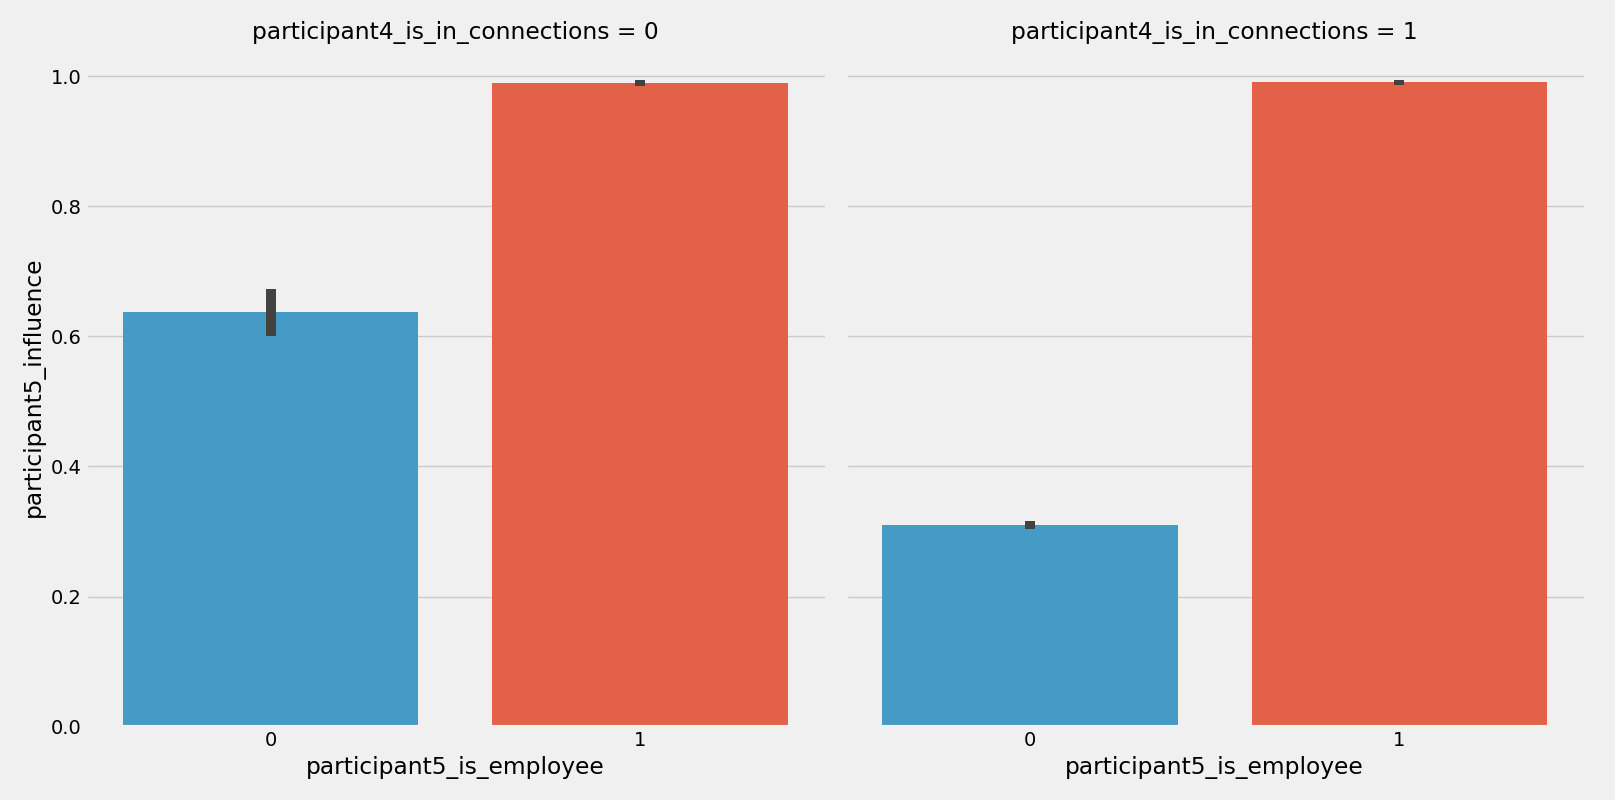 participant4_is_in_connections = 0
participant4_is_in_connections = 1
participant5_influence
1.0
0.8
0.6
0.4
0.2
0.0
0
1
0
1
participant5_is_employee
participant5_is_employee